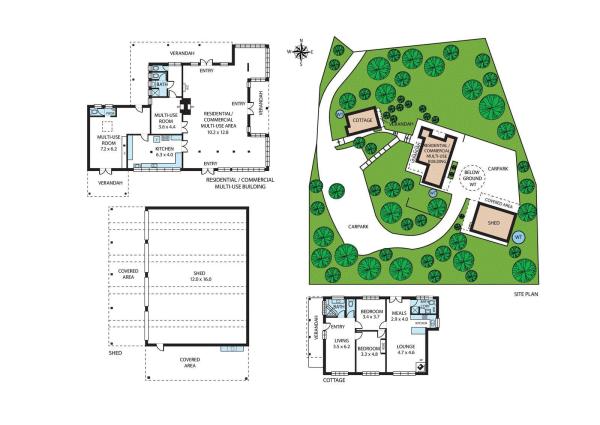 VERANDAH
ENTRY
BATH
ENTRY
VERANDAH
MULTI-USE
ROOM
3.6 x 4.4
RESIDENTIAL/
COMMERCIAL
MULTI-USE AREA
10.2 x 12.8
MULTI-USE
ROOM
7.2 x 6.2
KITCHEN
6.3 x 4.0
ENTRY
VERANDAH
RESIDENTIAL / COMMERCIAL
MULTI-USE BUILDING
N
W
E
S
WT
COTTAGE
VERANDAH
RESIDENTIAL /
COMMERCIAL
MULTI-USE
BUILDING
WT
BELOW
GROUND
WT
CARPARK
COVERED AREA
SHED
WT
CARPARK
SITE PLAN
COVERED
AREA
SHED
12.0 x 16.0
SHED
COVERED
AREA
VERANDAH
BATH
ENTRY
BEDROOM
3.4 x 3.7
MEALS
2.9 x 4.0
KITCHEN
LIVING
3.5 x 6.2
BEDROOM
3.3 x 4.8
LOUNGE
4.7 x 4.6
COTTAGE